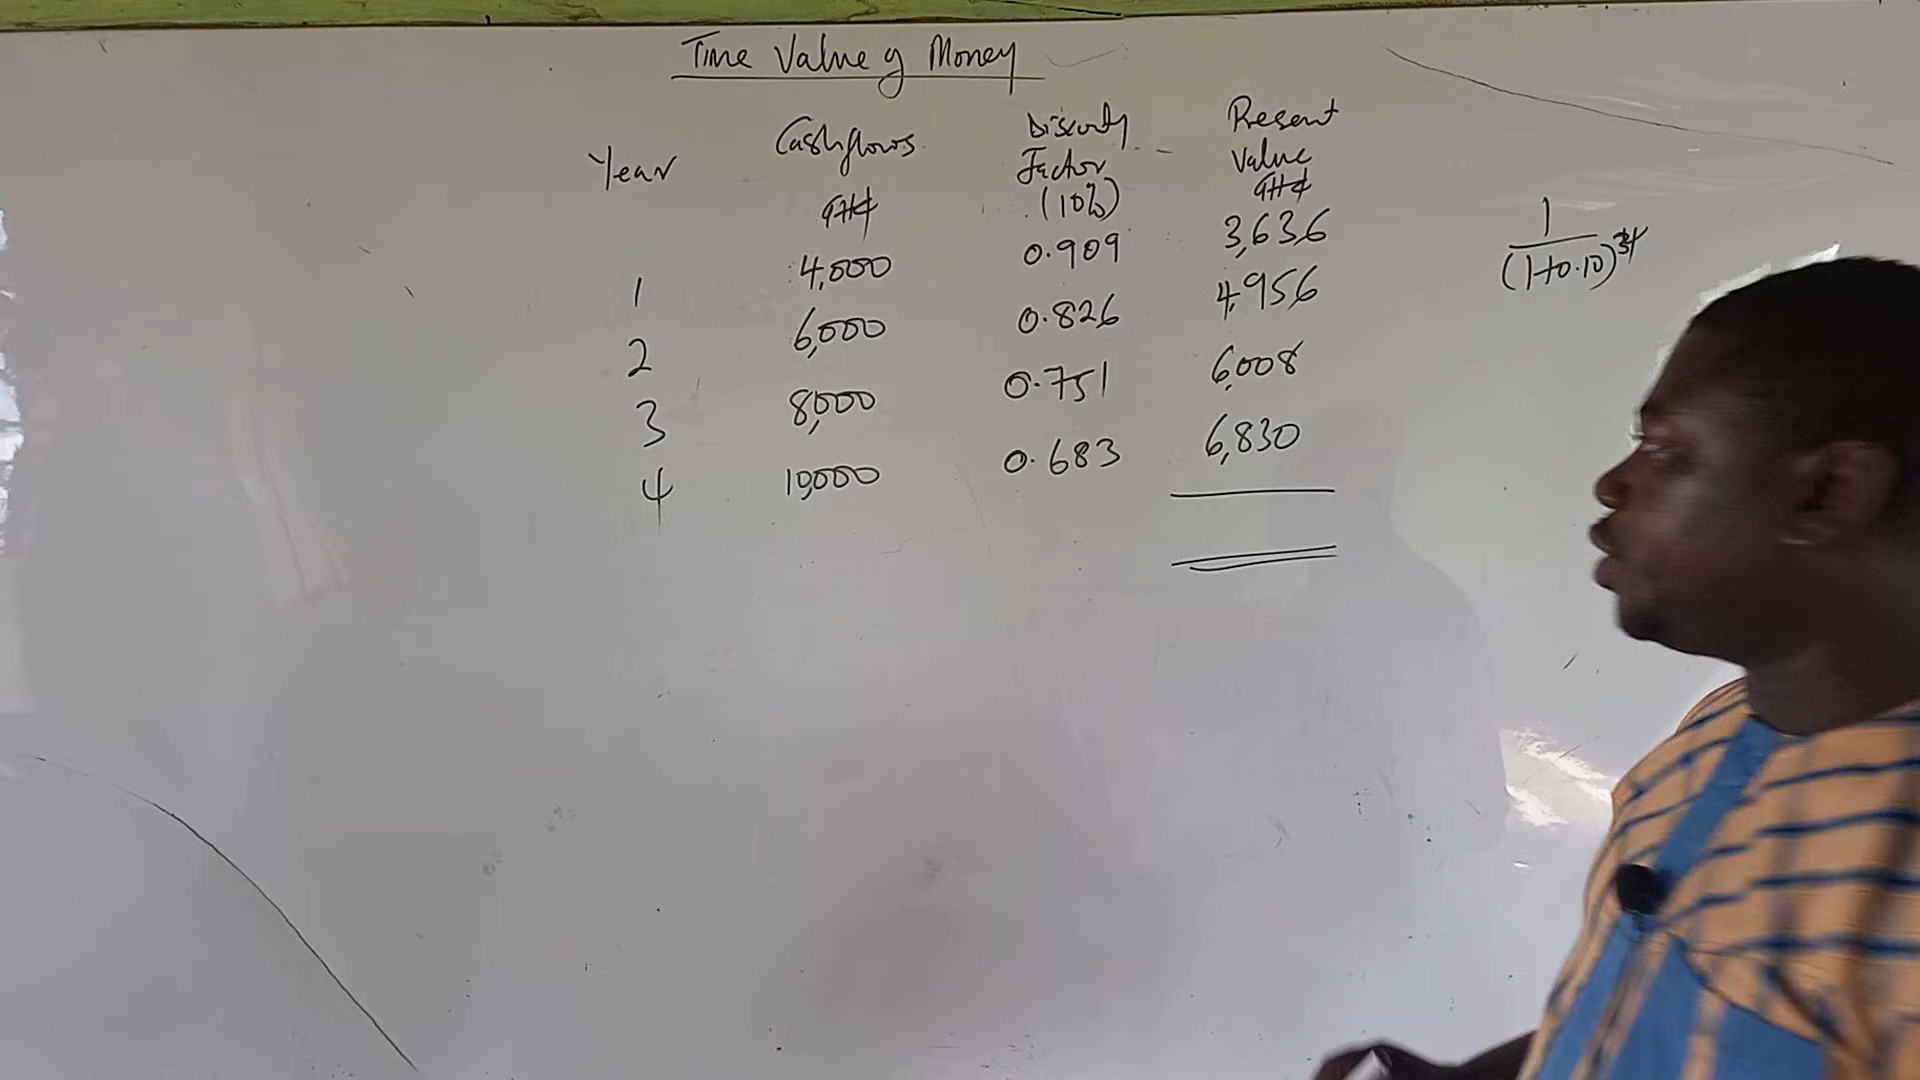 Time Value of Money
Year Cashflows Discounting Factor (10%) Present Value
GH¢ GH¢
1 4,000 0.909 3,636
2 6,000 0.826 4,956
3 8,000 0.751 6,008
4 10,000 0.683 6,830
1
(1+0.10)